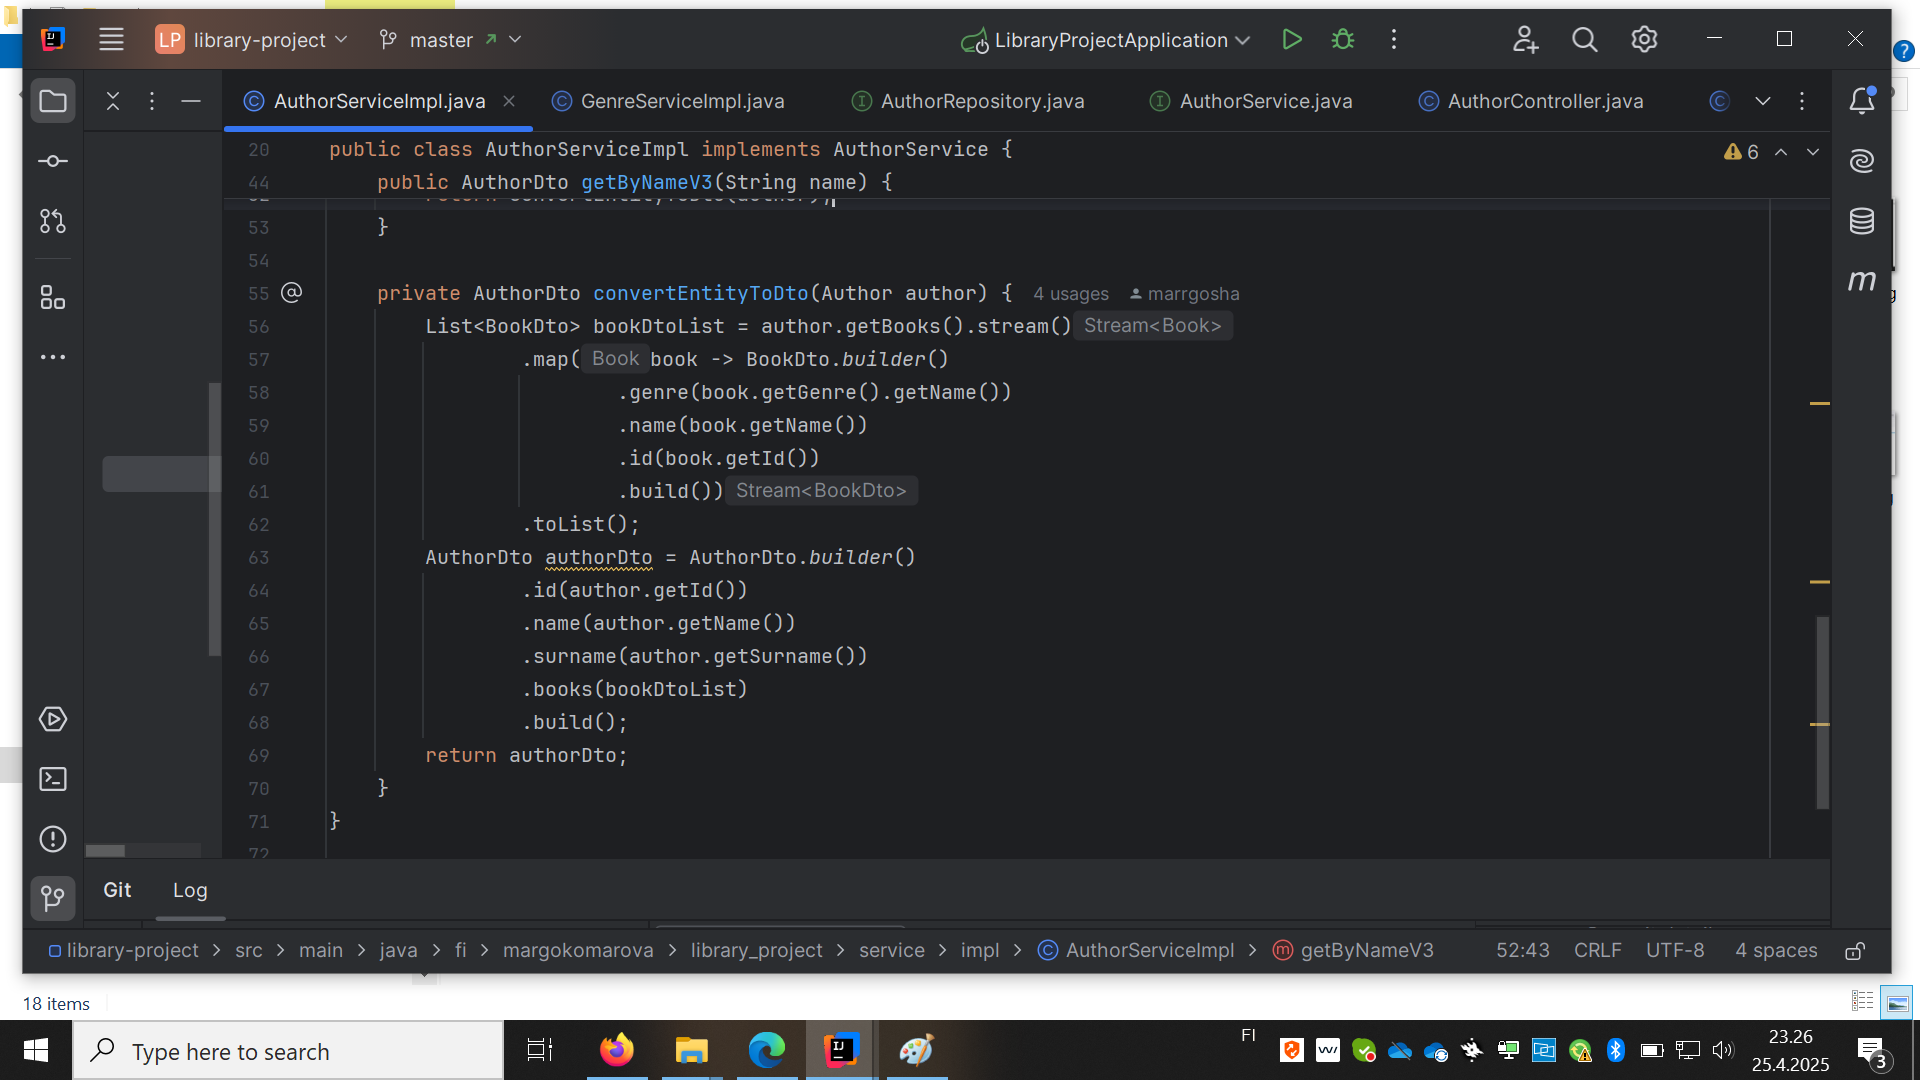 LP library-project master LibraryProjectApplication
AuthorServiceImpl.java GenreServiceImpl.java AuthorRepository.java AuthorService.java AuthorController.java
20 public class AuthorServiceImpl implements AuthorService { 6
44 public AuthorDto getByNameV3(String name) {
52 return convertEntityToDto(author);
53 }
54
55 @ private AuthorDto convertEntityToDto(Author author) { 4 usages marrgosha
56 List<BookDto> bookDtoList = author.getBooks().stream() Stream<Book>
57 .map( Book book -> BookDto.builder()
58 .genre(book.getGenre().getName())
59 .name(book.getName())
60 .id(book.getId())
61 .build()) Stream<BookDto>
62 .toList();
63 AuthorDto authorDto = AuthorDto.builder()
64 .id(author.getId())
65 .name(author.getName())
66 .surname(author.getSurname())
67 .books(bookDtoList)
68 .build();
69 return authorDto;
70 }
71 }
72
Git Log
library-project > src > main > java > fi > margokomarova > library_project > service > impl > AuthorServiceImpl > getByNameV3 52:43 CRLF UTF-8 4 spaces
18 items
Type here to search
FI
23.26
25.4.2025
3